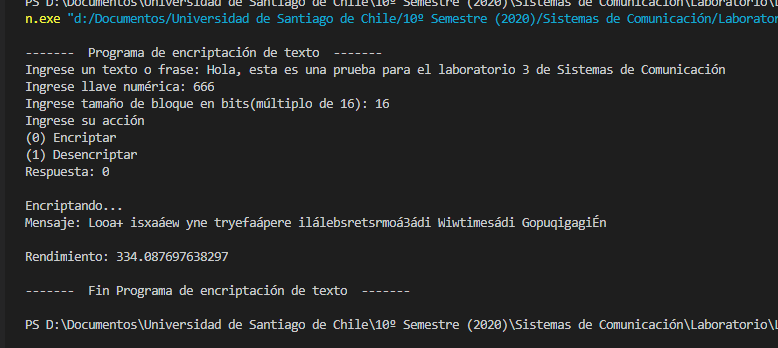 PS D:\Documentos\Universidad de Santiago de Chile\10º Semestre (2020)\Sistemas de Comunicación\Laboratorio\L
n.exe "d:/Documentos/Universidad de Santiago de Chile/10º Semestre (2020)/Sistemas de Comunicación/Laborator
------- Programa de encriptación de texto -------
Ingrese un texto o frase: Hola, esta es una prueba para el laboratorio 3 de Sistemas de Comunicación
Ingrese llave numérica: 666
Ingrese tamaño de bloque en bits(múltiplo de 16): 16
Ingrese su acción
(0) Encriptar
(1) Desencriptar
Respuesta: 0
Encriptando...
Mensaje: Looa+ isxaáew yne tryefaápere ilálebsretsrmoá3ádi Wiwtimesádi GopuqigagiÉn
Rendimiento: 334.087697638297
------- Fin Programa de encriptación de texto -------
PS D:\Documentos\Universidad de Santiago de Chile\10º Semestre (2020)\Sistemas de Comunicación\Laboratorio\L